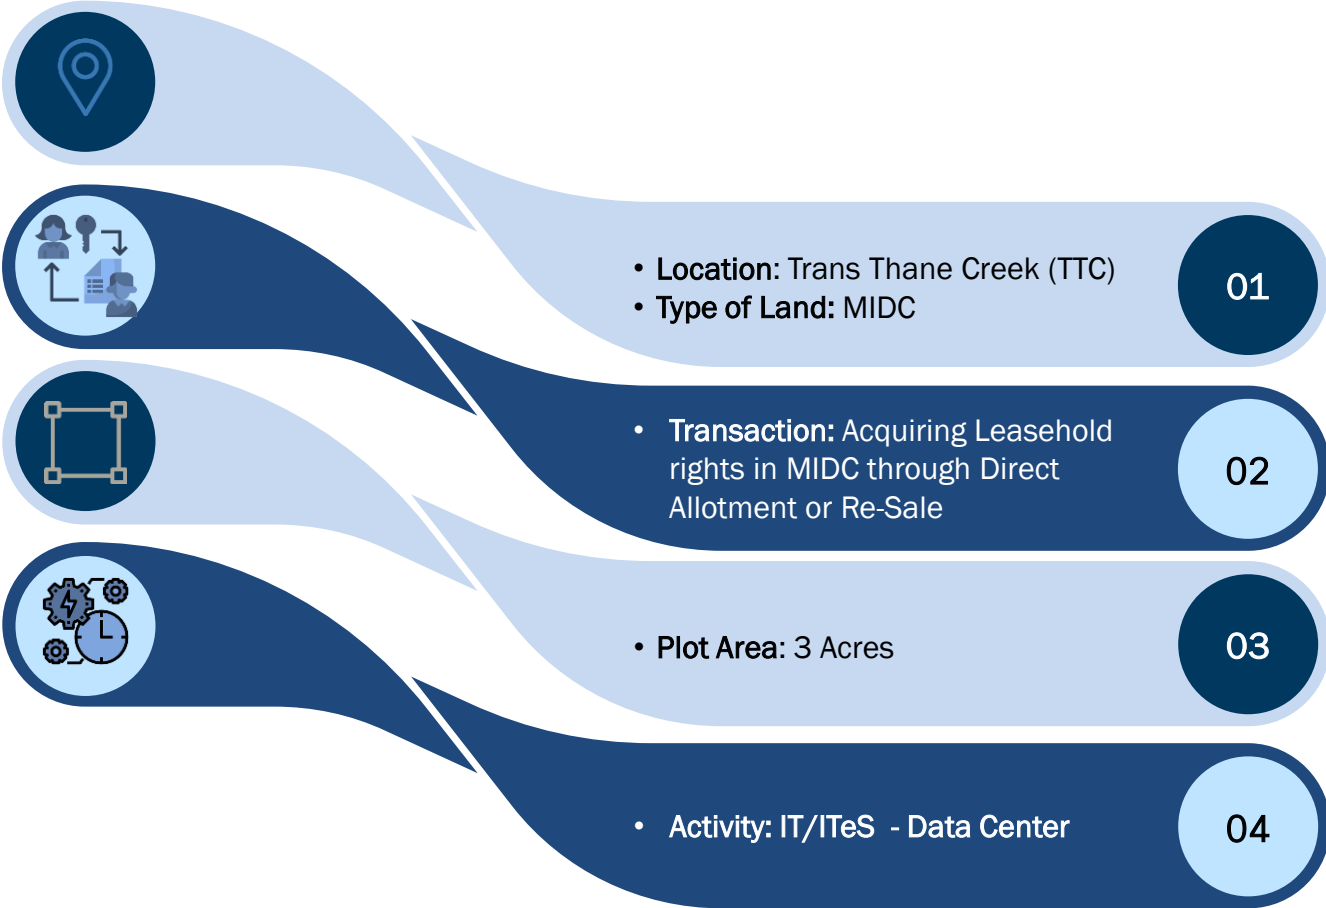 • Location: Trans Thane Creek (TTC)
• Type of Land: MIDC
01
• Transaction: Acquiring Leasehold
rights in MIDC through Direct
Allotment or Re-Sale
02
• Plot Area: 3 Acres
03
• Activity: IT/ITeS - Data Center
04